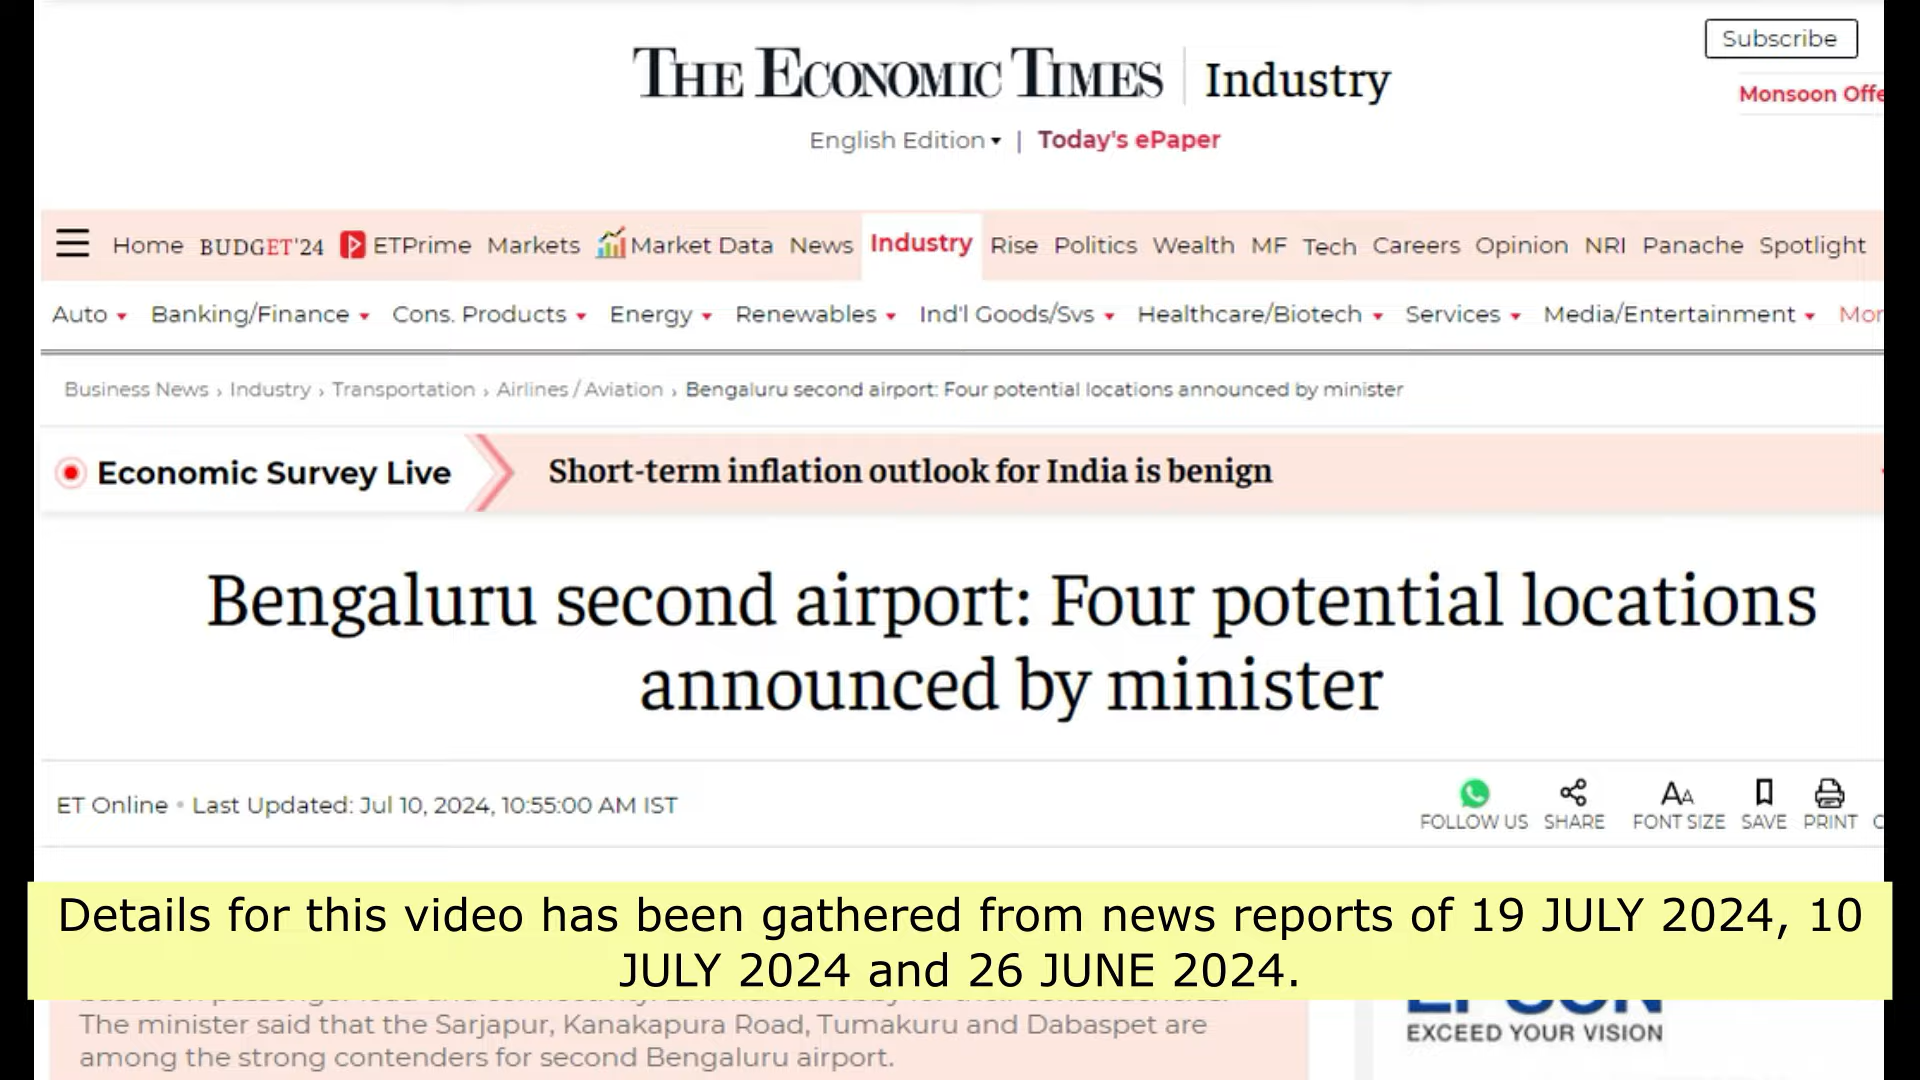 Subscribe
THE ECONOMIC TIMES | Industry
Monsoon Offe
English Edition | Today's ePaper
Home BUDGET'24 ETPrime Markets Market Data News Industry Rise Politics Wealth MF Tech Careers Opinion NRI Panache Spotlight
Auto Banking/Finance Cons. Products Energy Renewables Ind'l Goods/Svs Healthcare/Biotech Services Media/Entertainment Mor
Business News › Industry › Transportation › Airlines / Aviation › Bengaluru second airport: Four potential locations announced by minister
Economic Survey Live Short-term inflation outlook for India is benign
Bengaluru second airport: Four potential locations
announced by minister
ET Online • Last Updated: Jul 10, 2024, 10:55:00 AM IST
FOLLOW US SHARE FONT SIZE SAVE PRINT
Details for this video has been gathered from news reports of 19 JULY 2024, 10
JULY 2024 and 26 JUNE 2024.
The minister said that the Sarjapur, Kanakapura Road, Tumakuru and Dabaspet are
among the strong contenders for second Bengaluru airport.
EPSON
EXCEED YOUR VISION